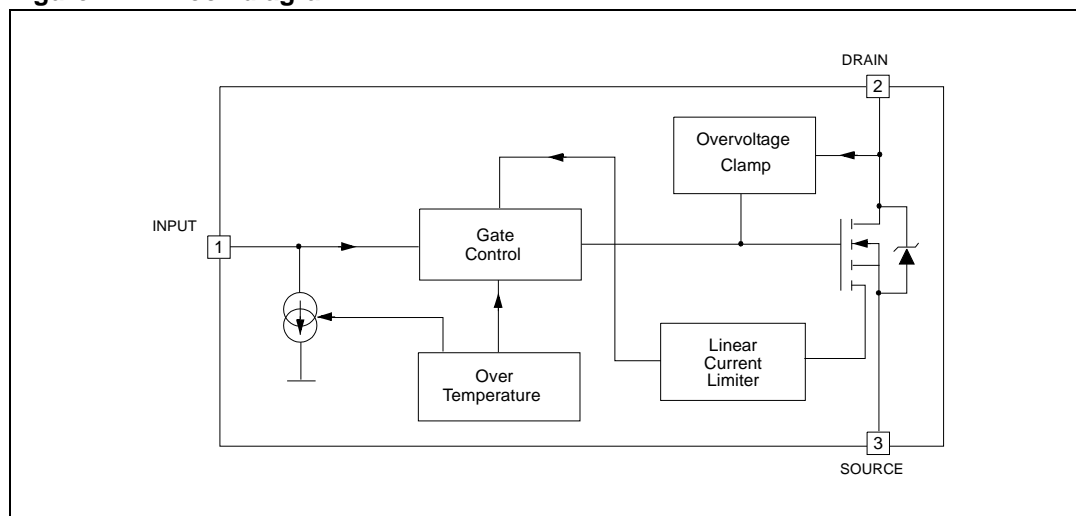 DRAIN
2
Overvoltage
Clamp
INPUT
1
Gate
Control
Linear
Current
Limiter
Over
Temperature
3
SOURCE